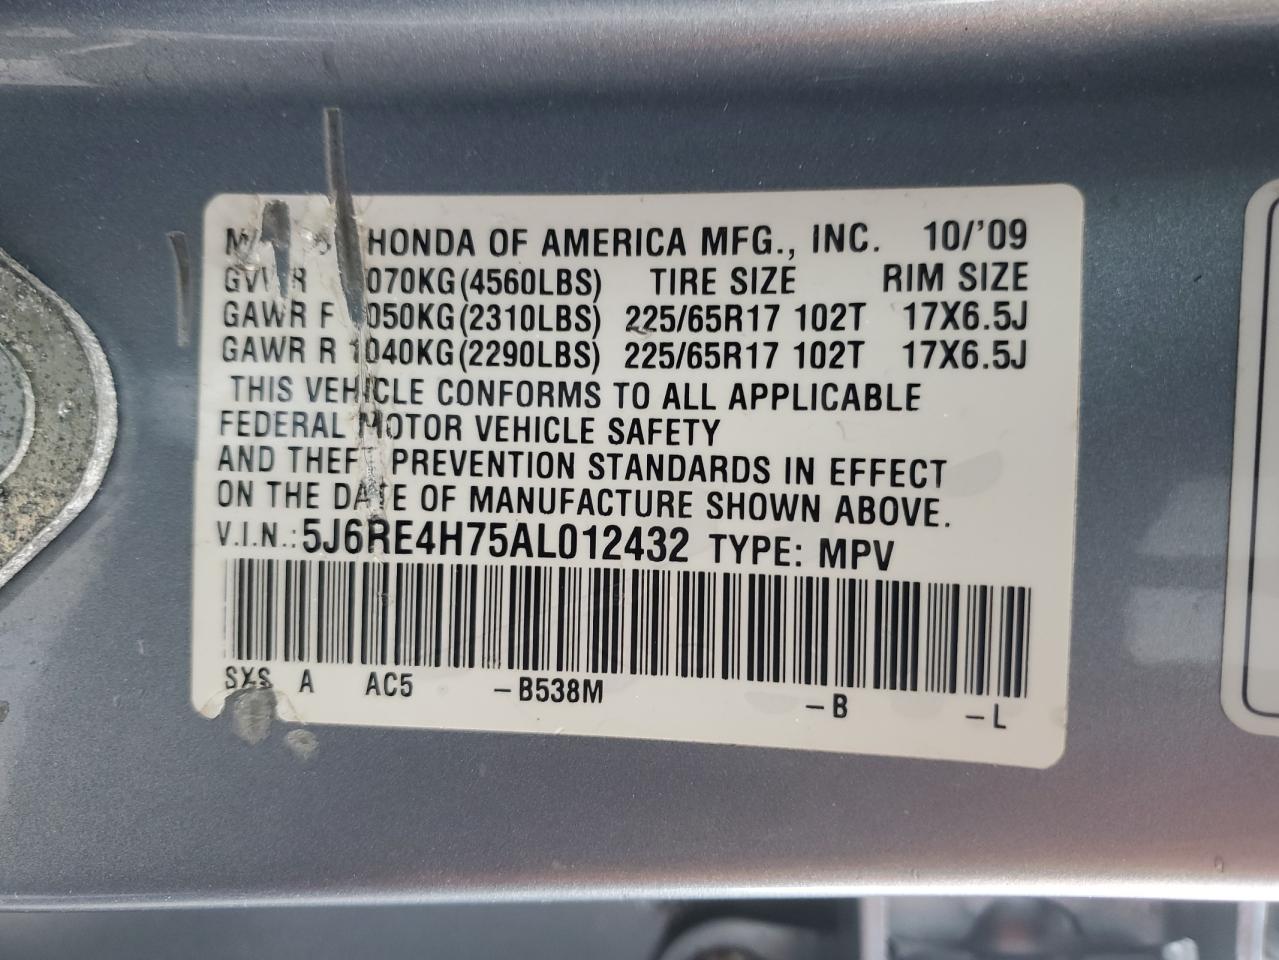 HONDA OF AMERICA MFG., INC. 10/'09
GVWR 070KG(4560LBS) TIRE SIZE RIM SIZE
GAWR F 050KG(2310LBS) 225/65R17 102T 17X6.5J
GAWR R 1040KG(2290LBS) 225/65R17 102T 17X6.5J
THIS VEHICLE CONFORMS TO ALL APPLICABLE
FEDERAL MOTOR VEHICLE SAFETY
AND THEFT PREVENTION STANDARDS IN EFFECT
ON THE DATE OF MANUFACTURE SHOWN ABOVE.
V.I.N.: 5J6RE4H75AL012432 TYPE: MPV
SXS A AC5 -B538M -B -L